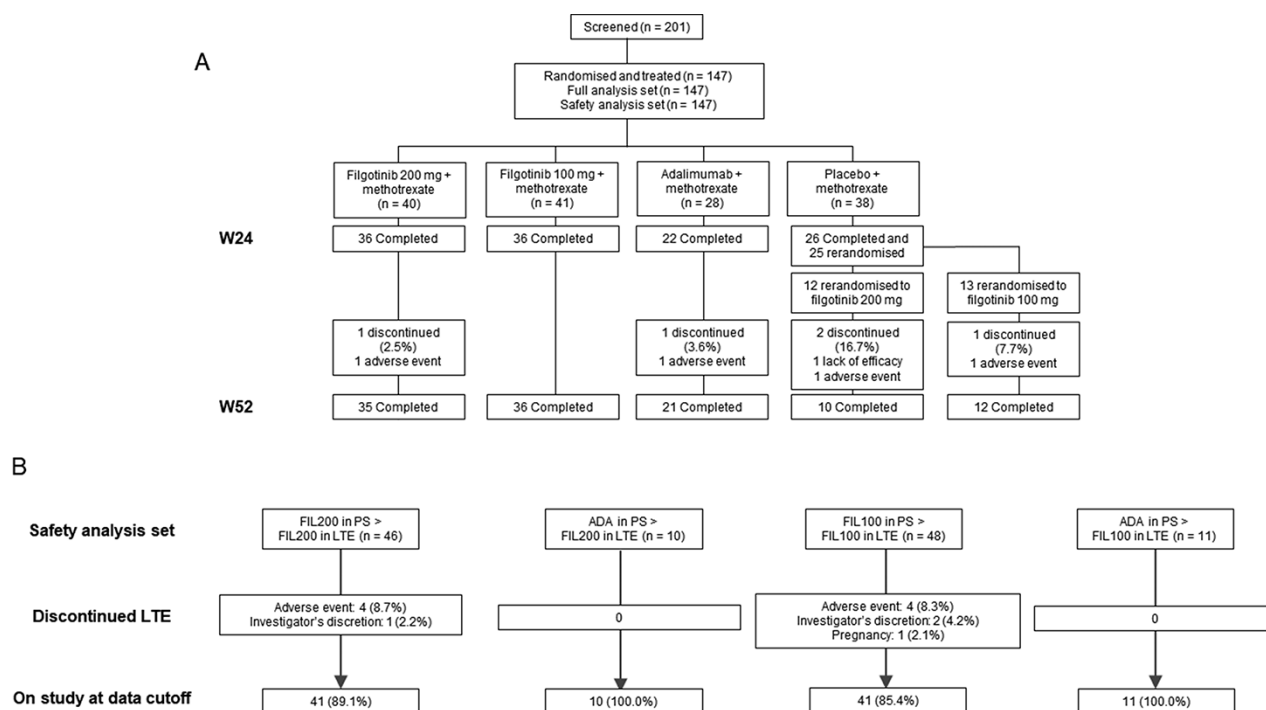 Screened (n = 201)
A
Randomised and treated (n = 147)
Full analysis set (n = 147)
Safety analysis set (n = 147)
Filgotinib 200 mg +
methotrexate
(n = 40)
Filgotinib 100 mg +
methotrexate
(n = 41)
Adalimumab +
methotrexate
(n = 28)
Placebo +
methotrexate
(n = 38)
W24
36 Completed
36 Completed
22 Completed
26 Completed and
25 rerandomised
12 rerandomised to
filgotinib 200 mg
13 rerandomised to
filgotinib 100 mg
1 discontinued
(2.5%)
1 adverse event
1 discontinued
(3.6%)
1 adverse event
2 discontinued
(16.7%)
1 lack of efficacy
1 adverse event
1 discontinued
(7.7%)
1 adverse event
W52
35 Completed
36 Completed
21 Completed
10 Completed
12 Completed
B
Safety analysis set
FIL200 in PS >
FIL200 in LTE (n = 46)
ADA in PS >
FIL200 in LTE (n = 10)
FIL100 in PS >
FIL100 in LTE (n = 48)
ADA in PS >
FIL100 in LTE (n = 11)
Discontinued LTE
Adverse event: 4 (8.7%)
Investigator's discretion: 1 (2.2%)
0
Adverse event: 4 (8.3%)
Investigator's discretion: 2 (4.2%)
Pregnancy: 1 (2.1%)
0
On study at data cutoff
41 (89.1%)
10 (100.0%)
41 (85.4%)
11 (100.0%)